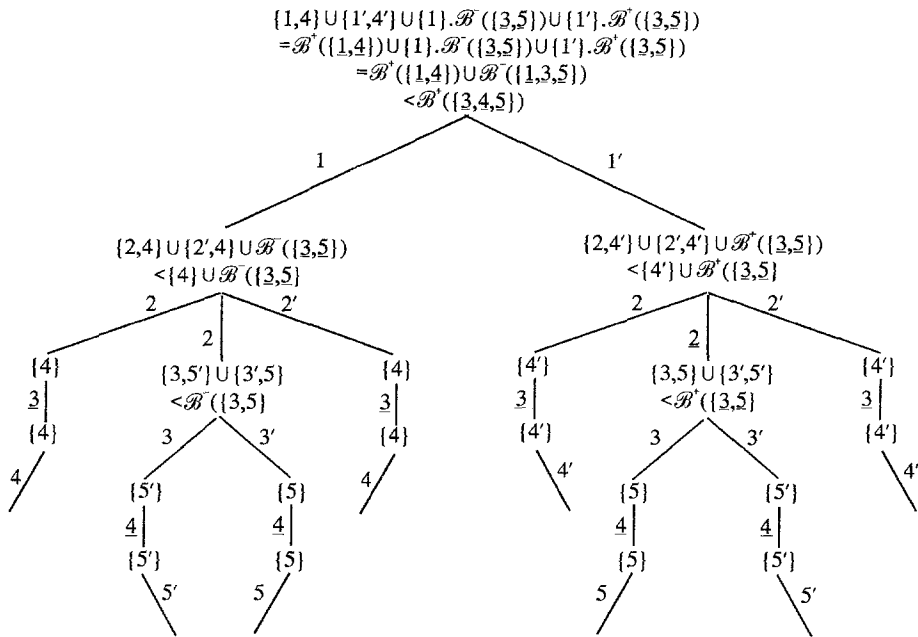 {1,4}∪{1′,4′}∪{1}.ℬ⁻({3̲,5̲})∪{1′}.ℬ⁺({3̲,5̲})
=ℬ⁺({1̲,4̲})∪{1}.ℬ⁻({3̲,5̲})∪{1′}.ℬ⁺({3̲,5̲})
=ℬ⁺({1̲,4̲})∪ℬ⁻({1̲,3̲,5̲})
<ℬ⁺({3̲,4̲,5̲})
1 1′
{2,4}∪{2′,4}∪ℬ⁻({3̲,5̲}) {2,4′}∪{2′,4′}∪ℬ⁺({3̲,5̲})
<{4}∪ℬ⁻({3̲,5̲} <{4′}∪ℬ⁺({3̲,5̲}
2 2 2′ 2 2̲ 2′
{4} {3,5′}∪{3′,5} {4} {4′} {3,5}∪{3′,5′} {4′}
3̲ <ℬ⁻({3,5} 3̲ 3̲ <ℬ⁺({3̲,5̲} 3̲
{4} 3 3′ {4} {4′} 3 3′ {4′}
4 4 4′ 4′
{5′} {5} {5} {5′}
4̲ 4̲ 4̲ 4̲
{5′} {5} {5} {5′}
5′ 5 5 5′